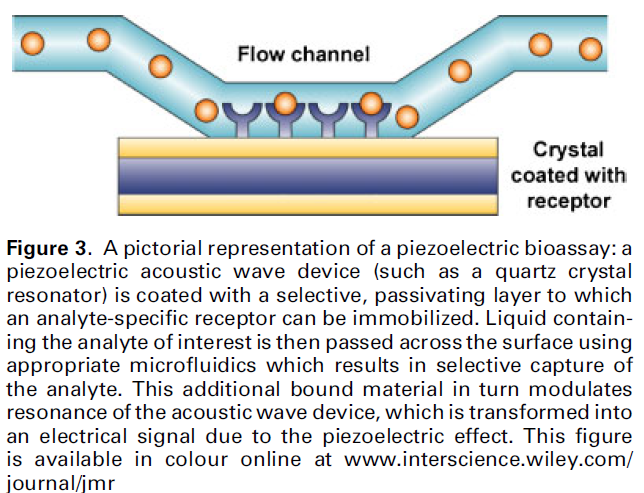 Flow channel
Crystal
coated with
receptor
Figure 3. A pictorial representation of a piezoelectric bioassay: a
piezoelectric acoustic wave device (such as a quartz crystal
resonator) is coated with a selective, passivating layer to which
an analyte-specific receptor can be immobilized. Liquid contain-
ing the analyte of interest is then passed across the surface using
appropriate microfluidics which results in selective capture of
the analyte. This additional bound material in turn modulates
resonance of the acoustic wave device, which is transformed into
an electrical signal due to the piezoelectric effect. This figure
is available in colour online at www.interscience.wiley.com/
journal/jmr